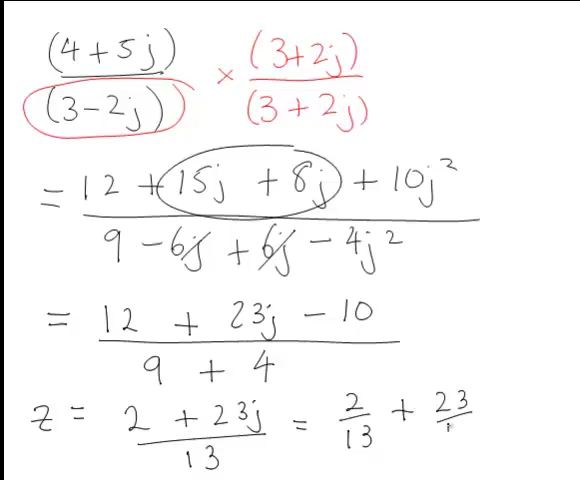 (4+5j)/(3-2j) × (3+2j)/(3+2j)
= (12 + 15j + 8j + 10j²)/(9 - 6j + 6j - 4j²)
= (12 + 23j - 10)/(9 + 4)
z = (2 + 23j)/13 = 2/13 + 23/